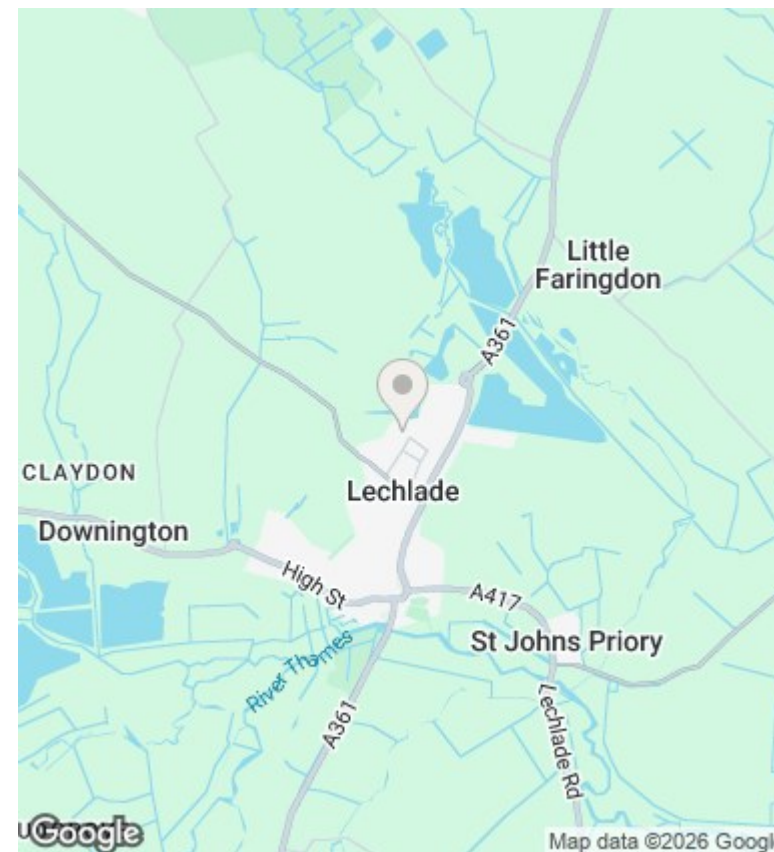 Little
Faringdon
A361
CLAYDON
Lechlade
Downington
High St
A417
St Johns Priory
River Thames
Lechlade Rd
A361
Google
Map data ©2026 Google